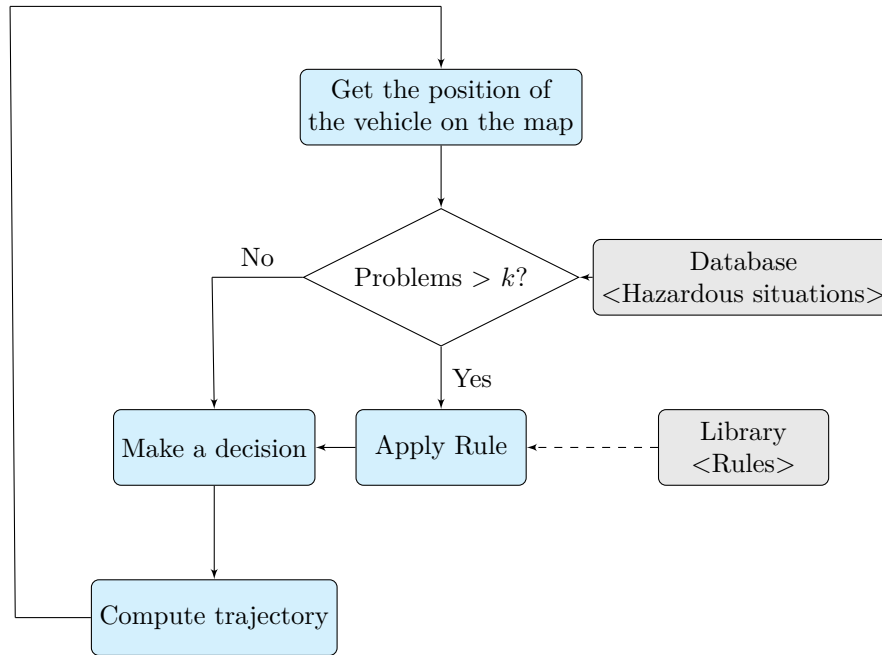 Get the position of
the vehicle on the map
No
Problems > k?
Database
<Hazardous situations>
Yes
Make a decision
Apply Rule
Library
<Rules>
Compute trajectory